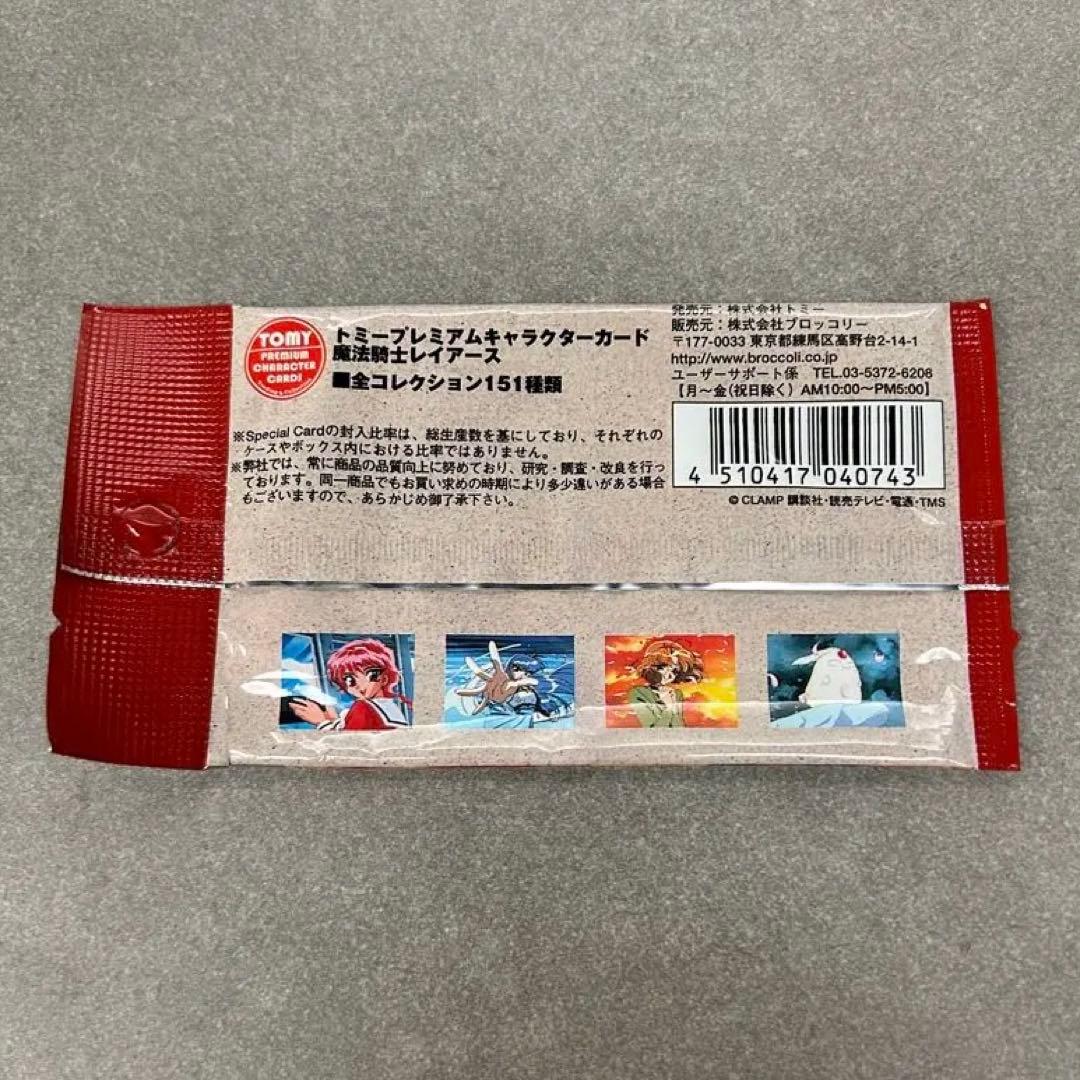 TOMY
PREMIUM
CHARACTER
CARDS
トミープレミアムキャラクターカード
魔法騎士レイアース
■全コレクション151種類
※Special Cardの封入比率は、総生産数を基にしており、それぞれの
ケースやボックス内における比率ではありません。
※弊社では、常に商品の品質向上に努めており、研究・調査・改良を行っ
ております。同一商品でもお買い求めの時期により多少違いがある場合
もございますので、あらかじめ御了承下さい。
発売元：株式会社トミー
販売元：株式会社ブロッコリー
〒177-0033 東京都練馬区高野台2-14-1
http://www.broccoli.co.jp
ユーザーサポート係 TEL.03-5372-6208
【月〜金(祝日除く) AM10:00〜PM5:00】
4 510417 040743
© CLAMP 講談社・読売テレビ・電通・TMS